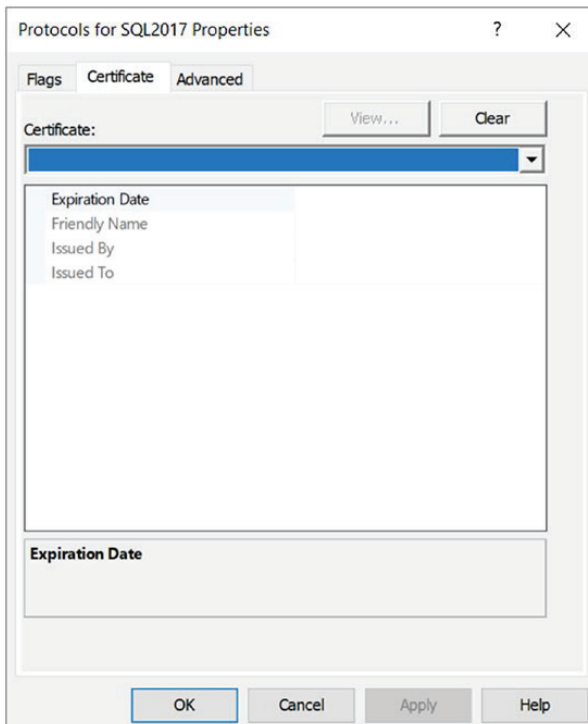 Protocols for SQL2017 Properties ?
Flags Certificate Advanced
View... Clear
Certificate:
Expiration Date
Friendly Name
Issued By
Issued To
Expiration Date
OK Cancel Apply Help